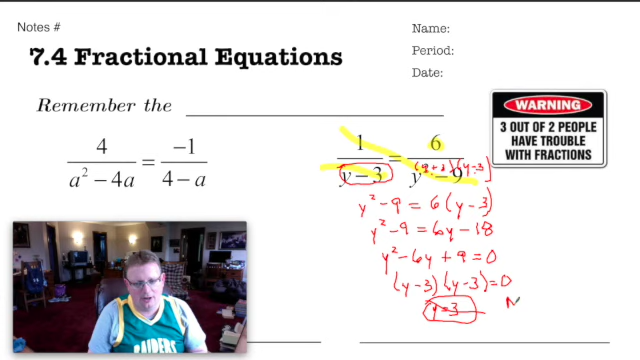 Notes #
Name:
7.4 Fractional Equations
Period:
Date:
Remember the ____________________
WARNING
3 OUT OF 2 PEOPLE
HAVE TROUBLE
WITH FRACTIONS
4/(a² − 4a) = −1/(4 − a)
1/(y − 3) = 6/(y² − 9)
(y+3)(y-3)
y² - 9 = 6(y-3)
y² - 9 = 6y - 18
y² - 6y + 9 = 0
(y-3)(y-3) = 0
y=3
RAIDERS